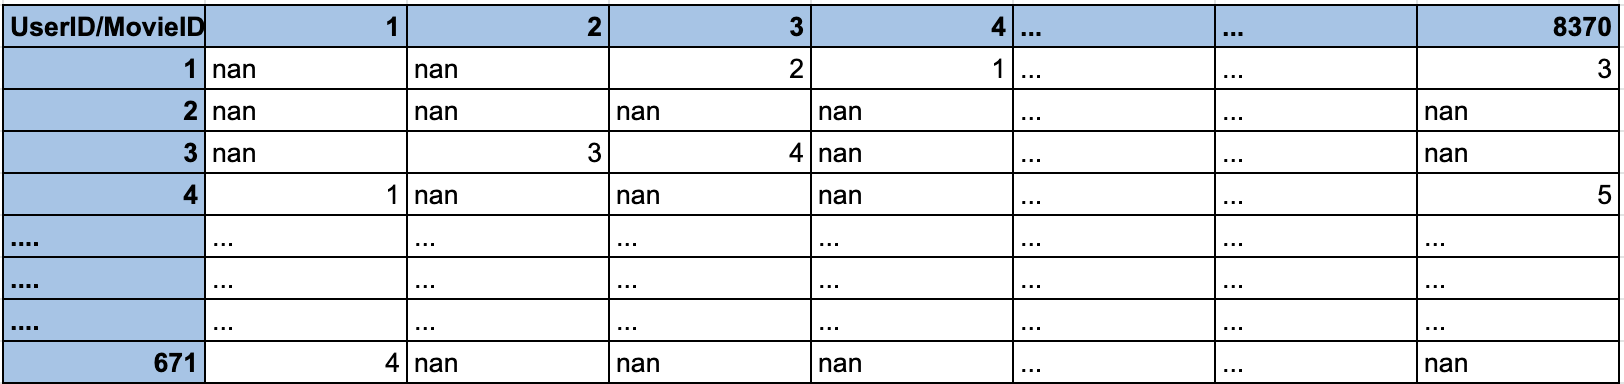 UserID/MovieID 1 2 3 4 ... ... 8370
1 nan nan 2 1 ... ... 3
2 nan nan nan nan ... ... nan
3 nan 3 4 nan ... ... nan
4 1 nan nan nan ... ... 5
.... ... ... ... ... ... ... ...
.... ... ... ... ... ... ... ...
.... ... ... ... ... ... ... ...
671 4 nan nan nan ... ... nan